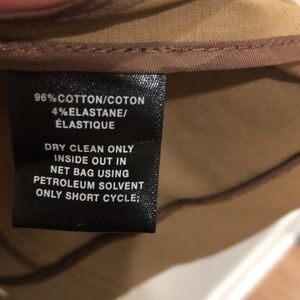 96%COTTON/COTON
4%ELASTANE/
ÉLASTIQUE
DRY CLEAN ONLY
INSIDE OUT IN
NET BAG USING
PETROLEUM SOLVENT
ONLY SHORT CYCLE;